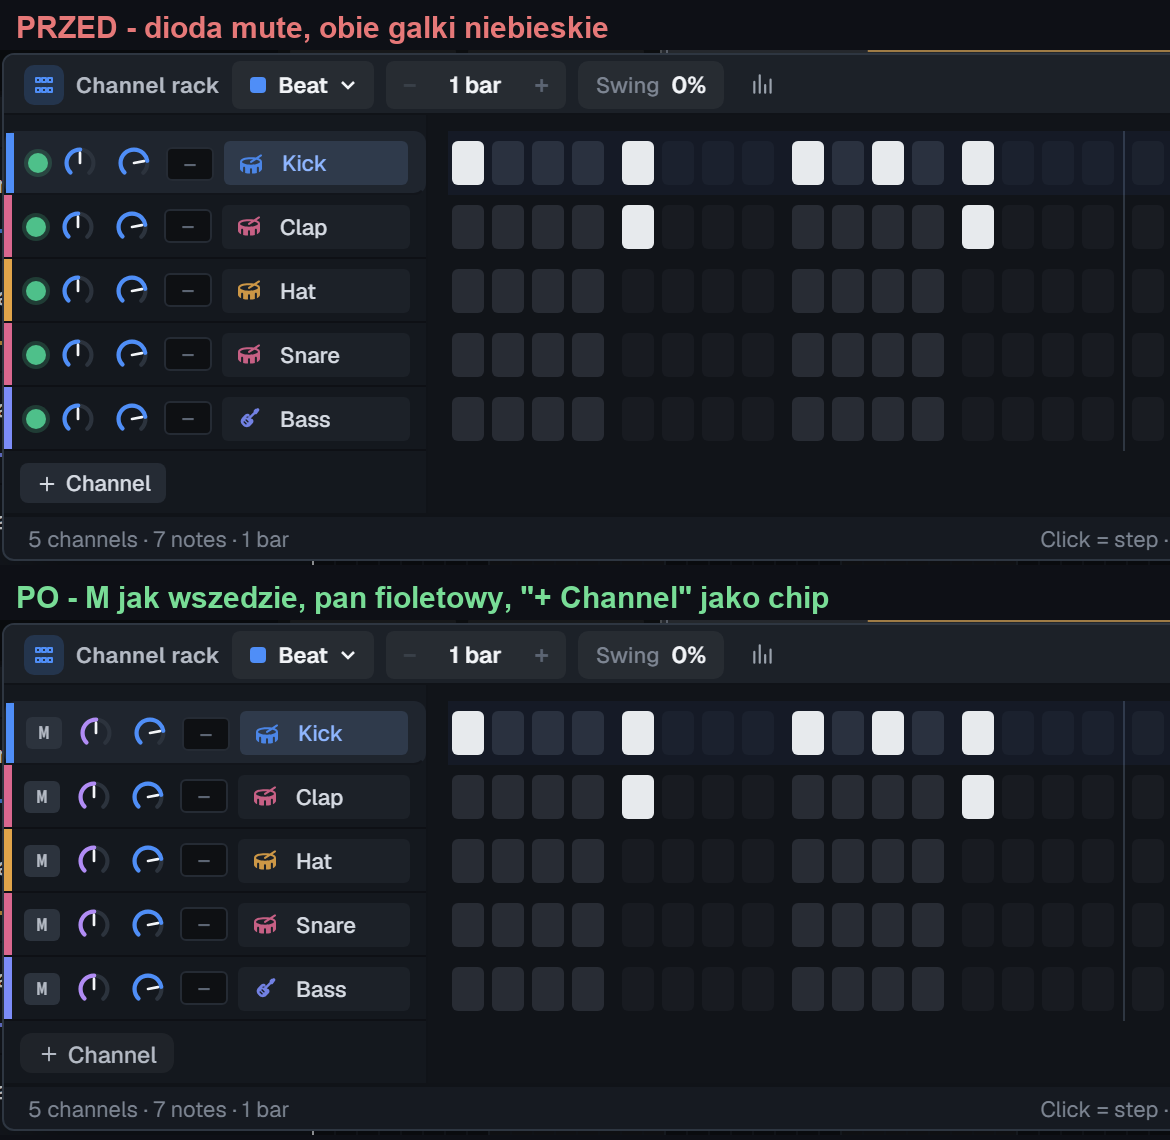 PRZED - dioda mute, obie galki niebieskie
Channel rack Beat - 1 bar + Swing 0%
– Kick
– Clap
– Hat
– Snare
– Bass
+ Channel
5 channels · 7 notes · 1 bar Click = step ·
PO - M jak wszedzie, pan fioletowy, "+ Channel" jako chip
Channel rack Beat - 1 bar + Swing 0%
M – Kick
M – Clap
M – Hat
M – Snare
M – Bass
+ Channel
5 channels · 7 notes · 1 bar Click = step ·